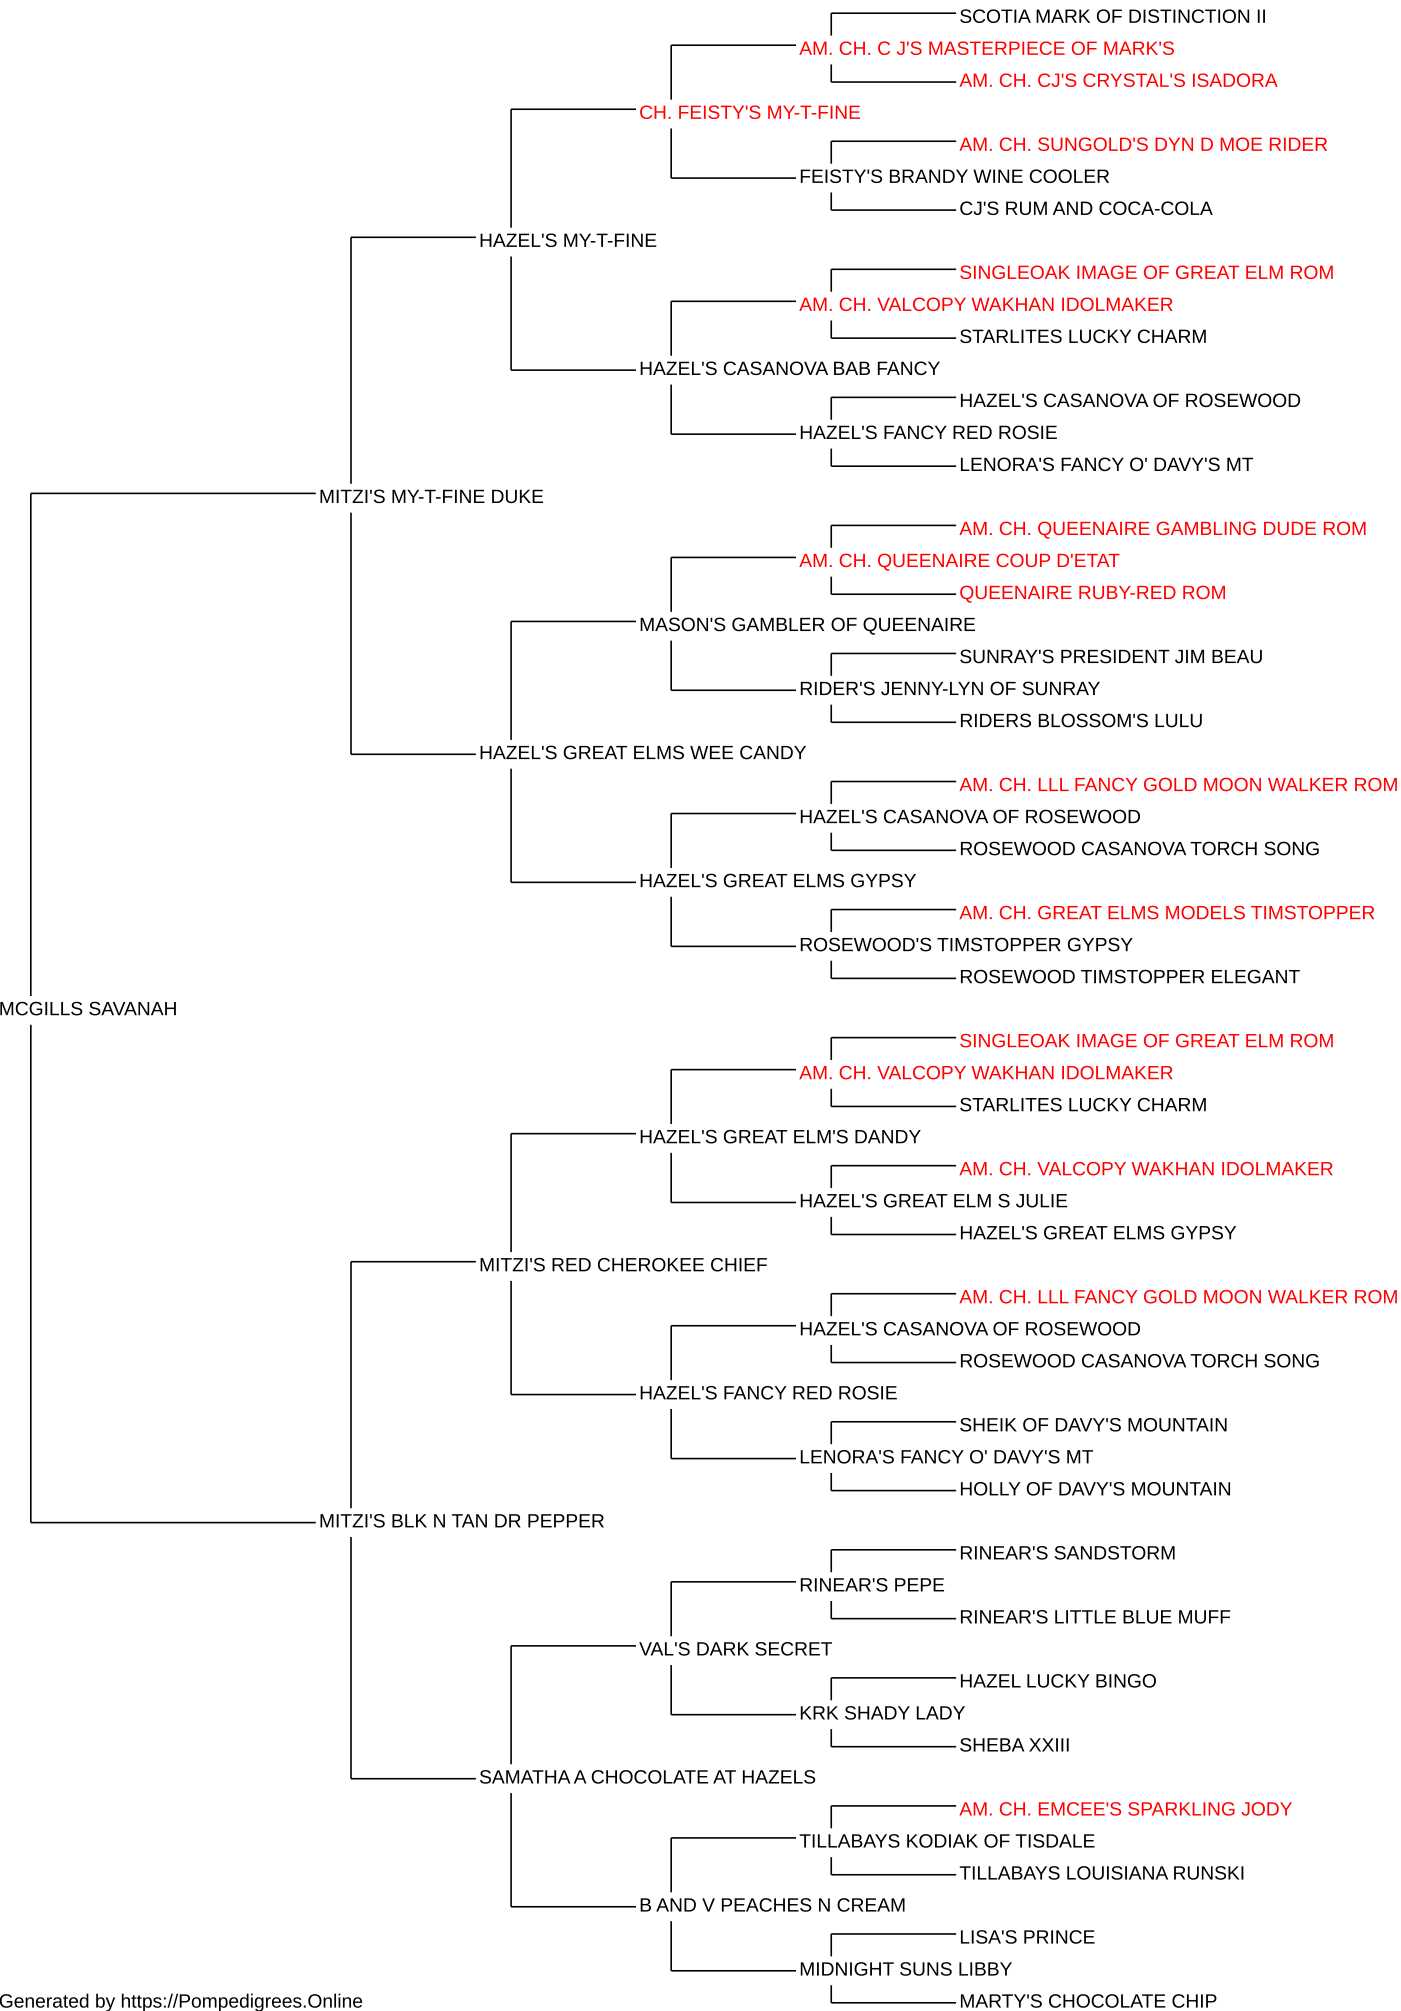 SCOTIA MARK OF DISTINCTION II
AM. CH. C J'S MASTERPIECE OF MARK'S
AM. CH. CJ'S CRYSTAL'S ISADORA
CH. FEISTY'S MY-T-FINE
AM. CH. SUNGOLD'S DYN D MOE RIDER
FEISTY'S BRANDY WINE COOLER
CJ'S RUM AND COCA-COLA
HAZEL'S MY-T-FINE
SINGLEOAK IMAGE OF GREAT ELM ROM
AM. CH. VALCOPY WAKHAN IDOLMAKER
STARLITES LUCKY CHARM
HAZEL'S CASANOVA BAB FANCY
HAZEL'S CASANOVA OF ROSEWOOD
HAZEL'S FANCY RED ROSIE
LENORA'S FANCY O' DAVY'S MT
MITZI'S MY-T-FINE DUKE
AM. CH. QUEENAIRE GAMBLING DUDE ROM
AM. CH. QUEENAIRE COUP D'ETAT
QUEENAIRE RUBY-RED ROM
MASON'S GAMBLER OF QUEENAIRE
SUNRAY'S PRESIDENT JIM BEAU
RIDER'S JENNY-LYN OF SUNRAY
RIDERS BLOSSOM'S LULU
HAZEL'S GREAT ELMS WEE CANDY
AM. CH. LLL FANCY GOLD MOON WALKER ROM
HAZEL'S CASANOVA OF ROSEWOOD
ROSEWOOD CASANOVA TORCH SONG
HAZEL'S GREAT ELMS GYPSY
AM. CH. GREAT ELMS MODELS TIMSTOPPER
ROSEWOOD'S TIMSTOPPER GYPSY
ROSEWOOD TIMSTOPPER ELEGANT
MCGILLS SAVANAH
SINGLEOAK IMAGE OF GREAT ELM ROM
AM. CH. VALCOPY WAKHAN IDOLMAKER
STARLITES LUCKY CHARM
HAZEL'S GREAT ELM'S DANDY
AM. CH. VALCOPY WAKHAN IDOLMAKER
HAZEL'S GREAT ELM S JULIE
HAZEL'S GREAT ELMS GYPSY
MITZI'S RED CHEROKEE CHIEF
AM. CH. LLL FANCY GOLD MOON WALKER ROM
HAZEL'S CASANOVA OF ROSEWOOD
ROSEWOOD CASANOVA TORCH SONG
HAZEL'S FANCY RED ROSIE
SHEIK OF DAVY'S MOUNTAIN
LENORA'S FANCY O' DAVY'S MT
HOLLY OF DAVY'S MOUNTAIN
MITZI'S BLK N TAN DR PEPPER
RINEAR'S SANDSTORM
RINEAR'S PEPE
RINEAR'S LITTLE BLUE MUFF
VAL'S DARK SECRET
HAZEL LUCKY BINGO
KRK SHADY LADY
SHEBA XXIII
SAMATHA A CHOCOLATE AT HAZELS
AM. CH. EMCEE'S SPARKLING JODY
TILLABAYS KODIAK OF TISDALE
TILLABAYS LOUISIANA RUNSKI
B AND V PEACHES N CREAM
LISA'S PRINCE
MIDNIGHT SUNS LIBBY
MARTY'S CHOCOLATE CHIP
Generated by https://Pompedigrees.Online